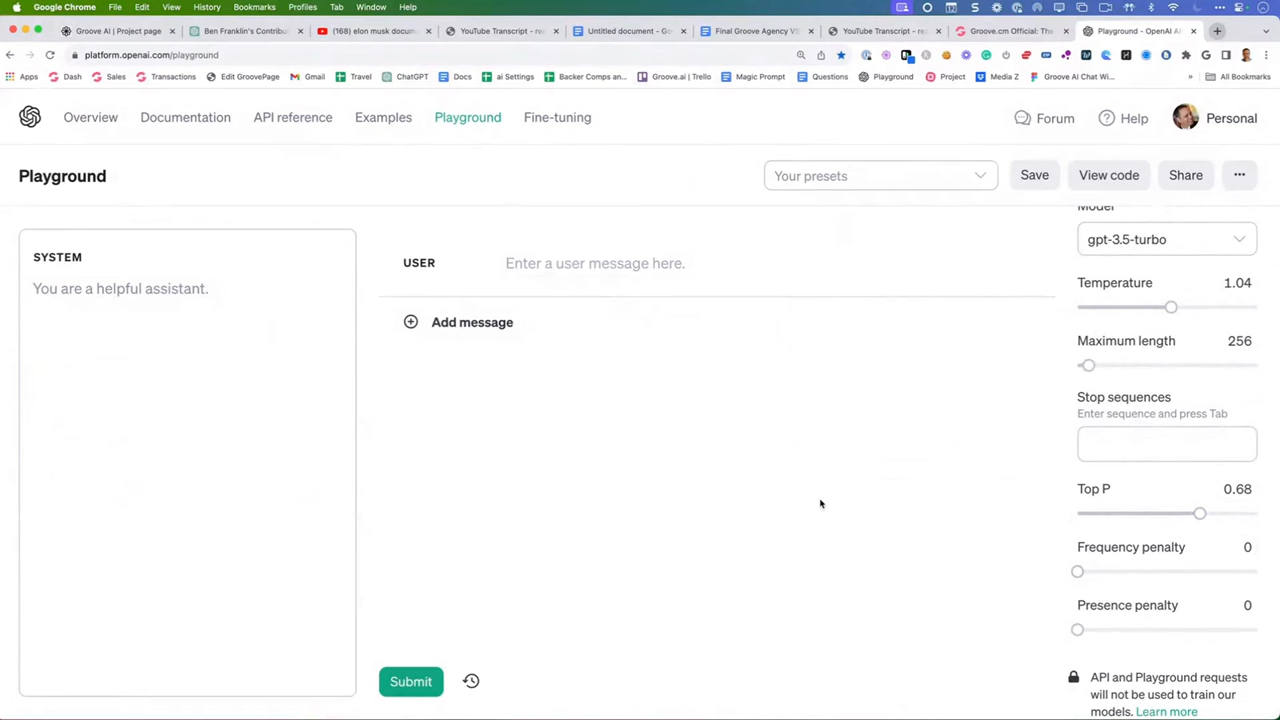 Google Chrome File Edit View History Bookmarks Profiles Tab Window Help
Groove AI | Project page
Ben Franklin's Contribu
(168) elon musk docum
YouTube Transcript - re
Untitled document - Go
Final Groove Agency VS
YouTube Transcript - re
Groove.cm Official: The
Playground - OpenAI A
platform.openai.com/playground
Apps Dash Sales Transactions Edit GroovePage Gmail Travel ChatGPT Docs ai Settings Backer Comps an... Groove.ai | Trello Magic Prompt Questions Playground Project Media Z Groove AI Chat Wi... » All Bookmarks
Overview Documentation API reference Examples Playground Fine-tuning Forum Help Personal
Playground
Your presets
Save
View code
Share
SYSTEM
You are a helpful assistant.
USER
Enter a user message here.
Add message
Submit
Model
gpt-3.5-turbo
Temperature 1.04
Maximum length 256
Stop sequences
Enter sequence and press Tab
Top P 0.68
Frequency penalty 0
Presence penalty 0
API and Playground requests
will not be used to train our
models. Learn more